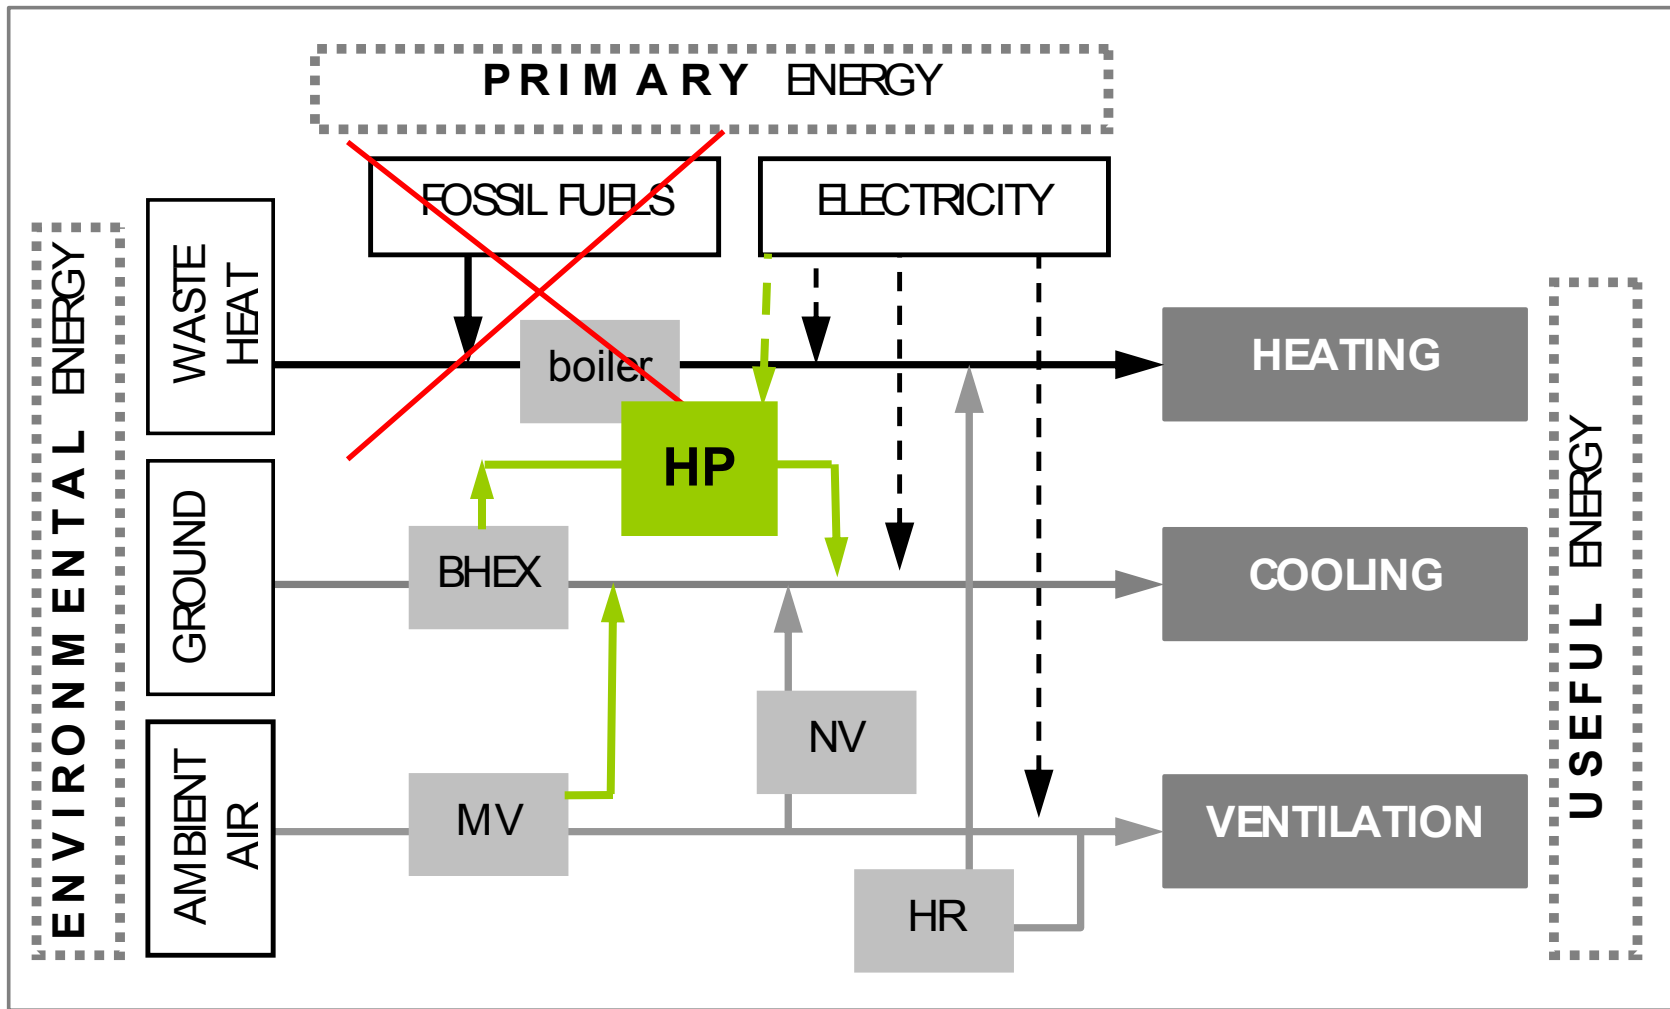 PRIMARY ENERGY
FOSSIL FUELS
ELECTRICITY
ENVIRONMENTAL ENERGY
WASTE
HEAT
boiler
HEATING
HP
GROUND
BHEX
COOLING
USEFUL ENERGY
NV
AMBIENT
AIR
MV
VENTILATION
HR